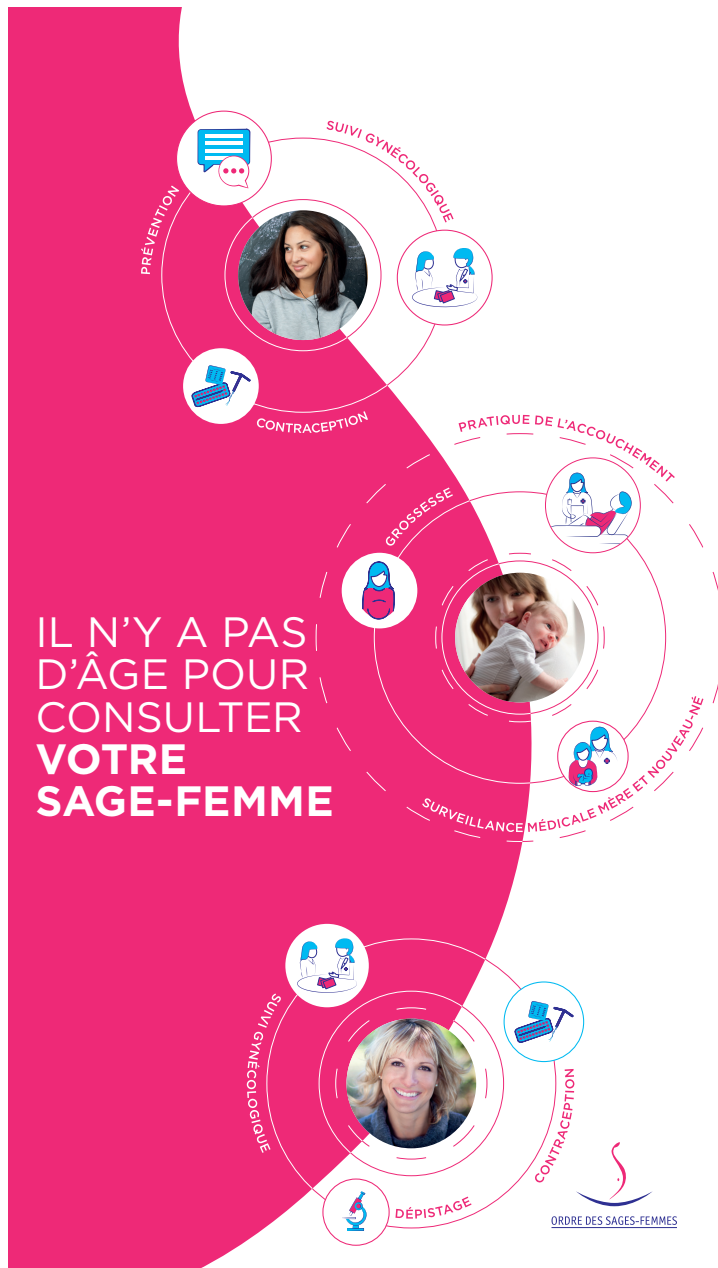 SUIVI GYNÉCOLOGIQUE
PRÉVENTION
CONTRACEPTION
PRATIQUE DE L'ACCOUCHEMENT
GROSSESSE
IL N'Y A PAS
D'ÂGE POUR
CONSULTER
VOTRE
SAGE-FEMME
SURVEILLANCE MÉDICALE MÈRE ET NOUVEAU-NÉ
SUIVI GYNÉCOLOGIQUE
CONTRACEPTION
DÉPISTAGE
ORDRE DES SAGES-FEMMES